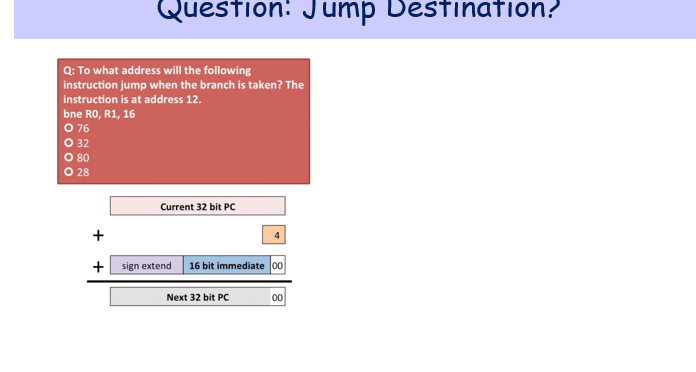 Question: Jump Destination?
Q: To what address will the following
instruction jump when the branch is taken? The
instruction is at address 12.
bne R0, R1, 16
76
32
80
28
Current 32 bit PC
+ 4
+ sign extend 16 bit immediate 00
Next 32 bit PC 00